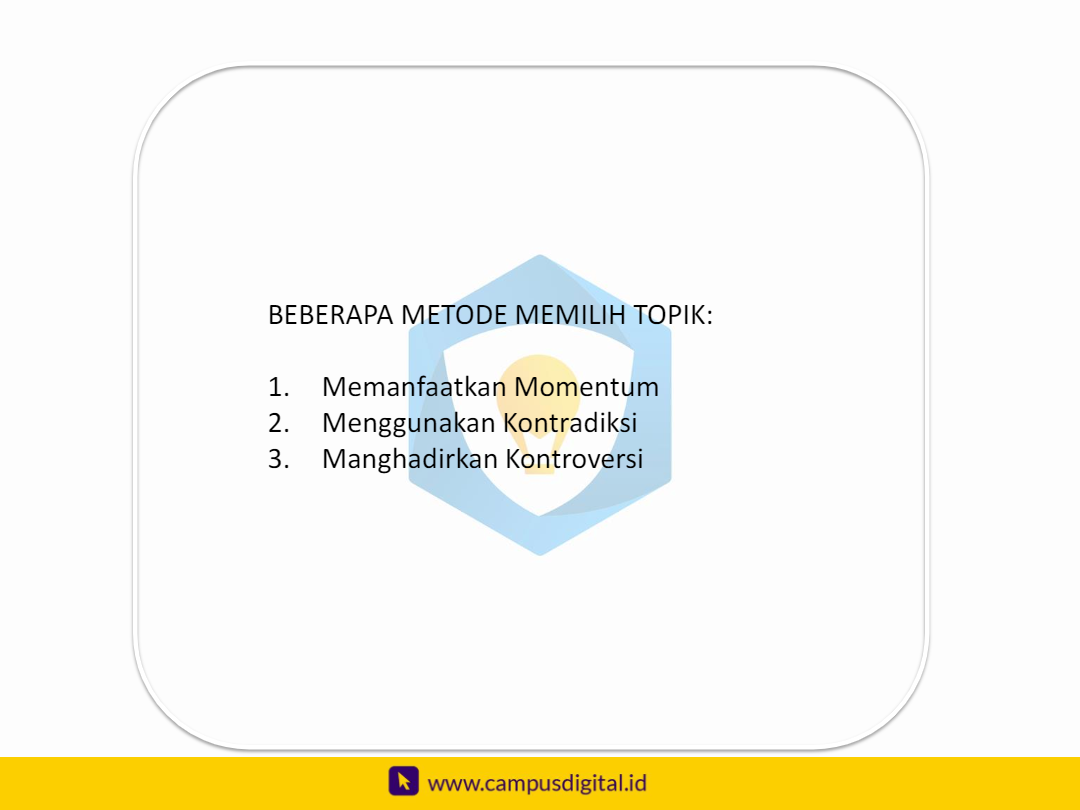 BEBERAPA METODE MEMILIH TOPIK:
1. Memanfaatkan Momentum
2. Menggunakan Kontradiksi
3. Manghadirkan Kontroversi
www.campusdigital.id